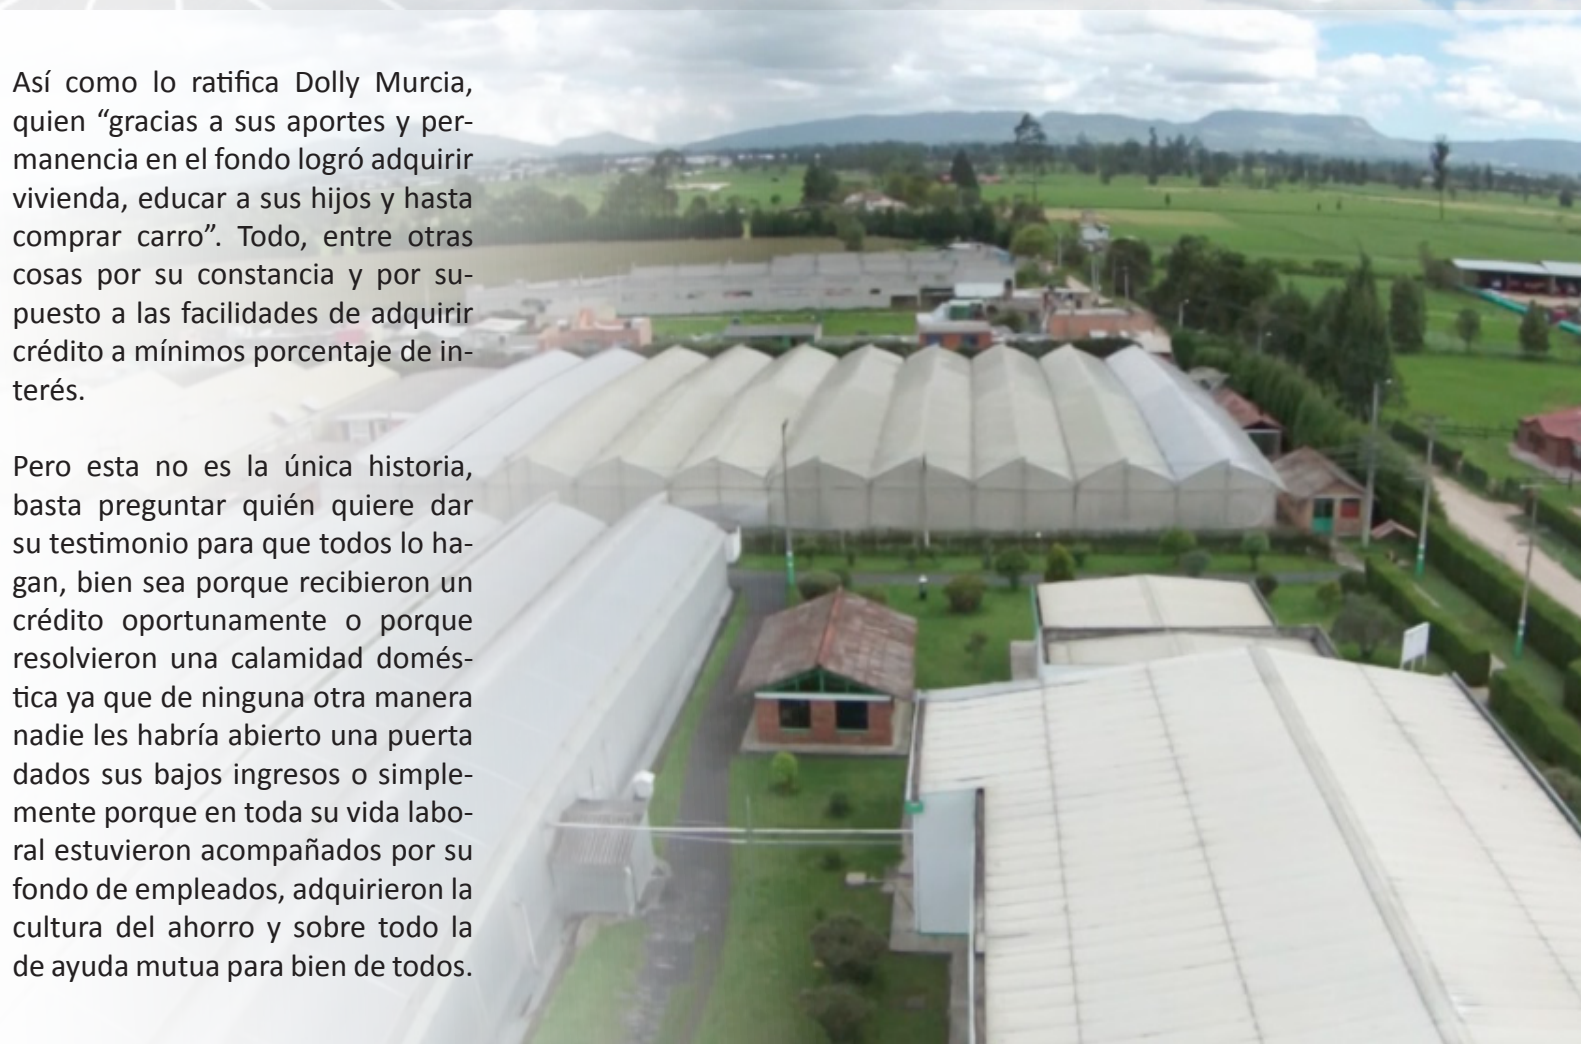 Así como lo ratifica Dolly Murcia,
quien “gracias a sus aportes y per-
manencia en el fondo logró adquirir
vivienda, educar a sus hijos y hasta
comprar carro”. Todo, entre otras
cosas por su constancia y por su-
puesto a las facilidades de adquirir
crédito a mínimos porcentaje de in-
terés.
Pero esta no es la única historia,
basta preguntar quién quiere dar
su testimonio para que todos lo ha-
gan, bien sea porque recibieron un
crédito oportunamente o porque
resolvieron una calamidad domés-
tica ya que de ninguna otra manera
nadie les habría abierto una puerta
dados sus bajos ingresos o simple-
mente porque en toda su vida labo-
ral estuvieron acompañados por su
fondo de empleados, adquirieron la
cultura del ahorro y sobre todo la
de ayuda mutua para bien de todos.